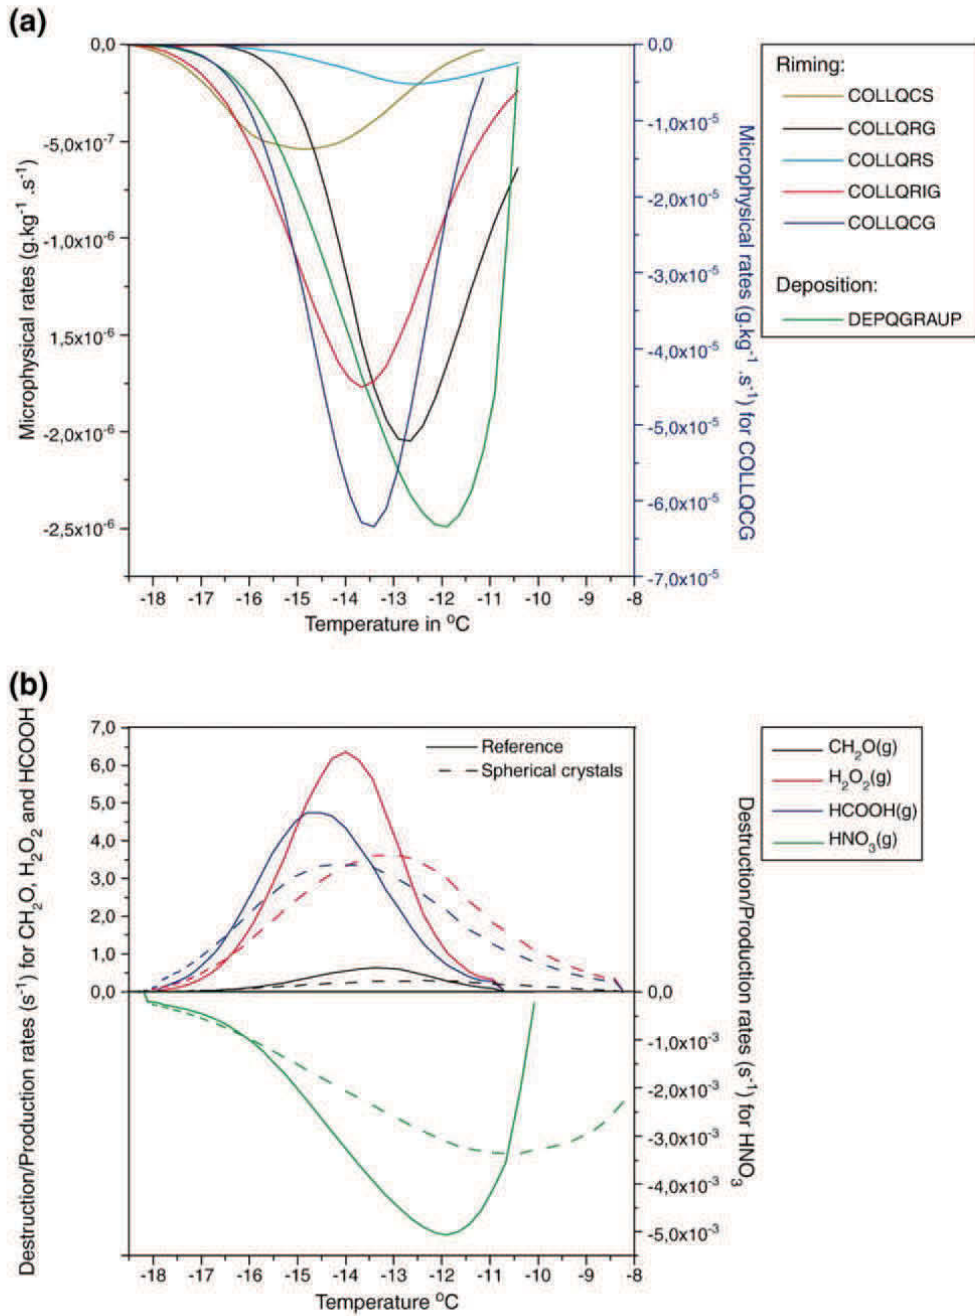 (a)
0,0
-5,0x10⁻⁷
-1,0x10⁻⁶
-1,5x10⁻⁶
-2,0x10⁻⁶
-2,5x10⁻⁶
Microphysical rates (g.kg⁻¹ .s⁻¹)
-18 -17 -16 -15 -14 -13 -12 -11 -10 -9 -8
Temperature in ºC
0,0
-1,0x10⁻⁵
-2,0x10⁻⁵
-3,0x10⁻⁵
-4,0x10⁻⁵
-5,0x10⁻⁵
-6,0x10⁻⁵
-7,0x10⁻⁵
Microphysical rates (g.kg⁻¹ .s⁻¹) for COLLQCG
Riming:
COLLQCS
COLLQRG
COLLQRS
COLLQRIG
COLLQCG
Deposition:
DEPQGRAUP
(b)
7,0
6,0
5,0
4,0
3,0
2,0
1,0
0,0
Destruction/Production rates (s⁻¹) for CH₂O, H₂O₂ and HCOOH
Reference
Spherical crystals
0,0
-1,0x10⁻³
-2,0x10⁻³
-3,0x10⁻³
-4,0x10⁻³
-5,0x10⁻³
Destruction/Production rates (s⁻¹) for HNO₃
-18 -17 -16 -15 -14 -13 -12 -11 -10 -9 -8
Temperature ºC
CH₂O(g)
H₂O₂(g)
HCOOH(g)
HNO₃(g)